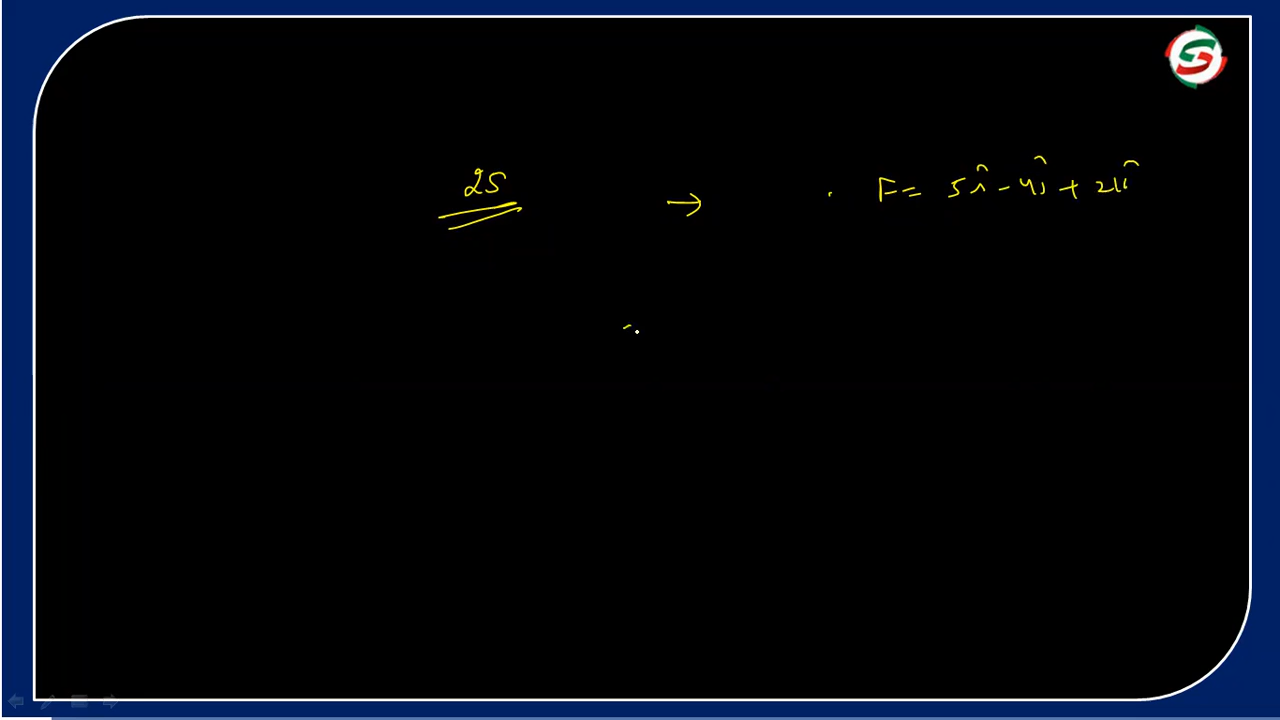 25 → F = 5î - 4ĵ + 2k̂